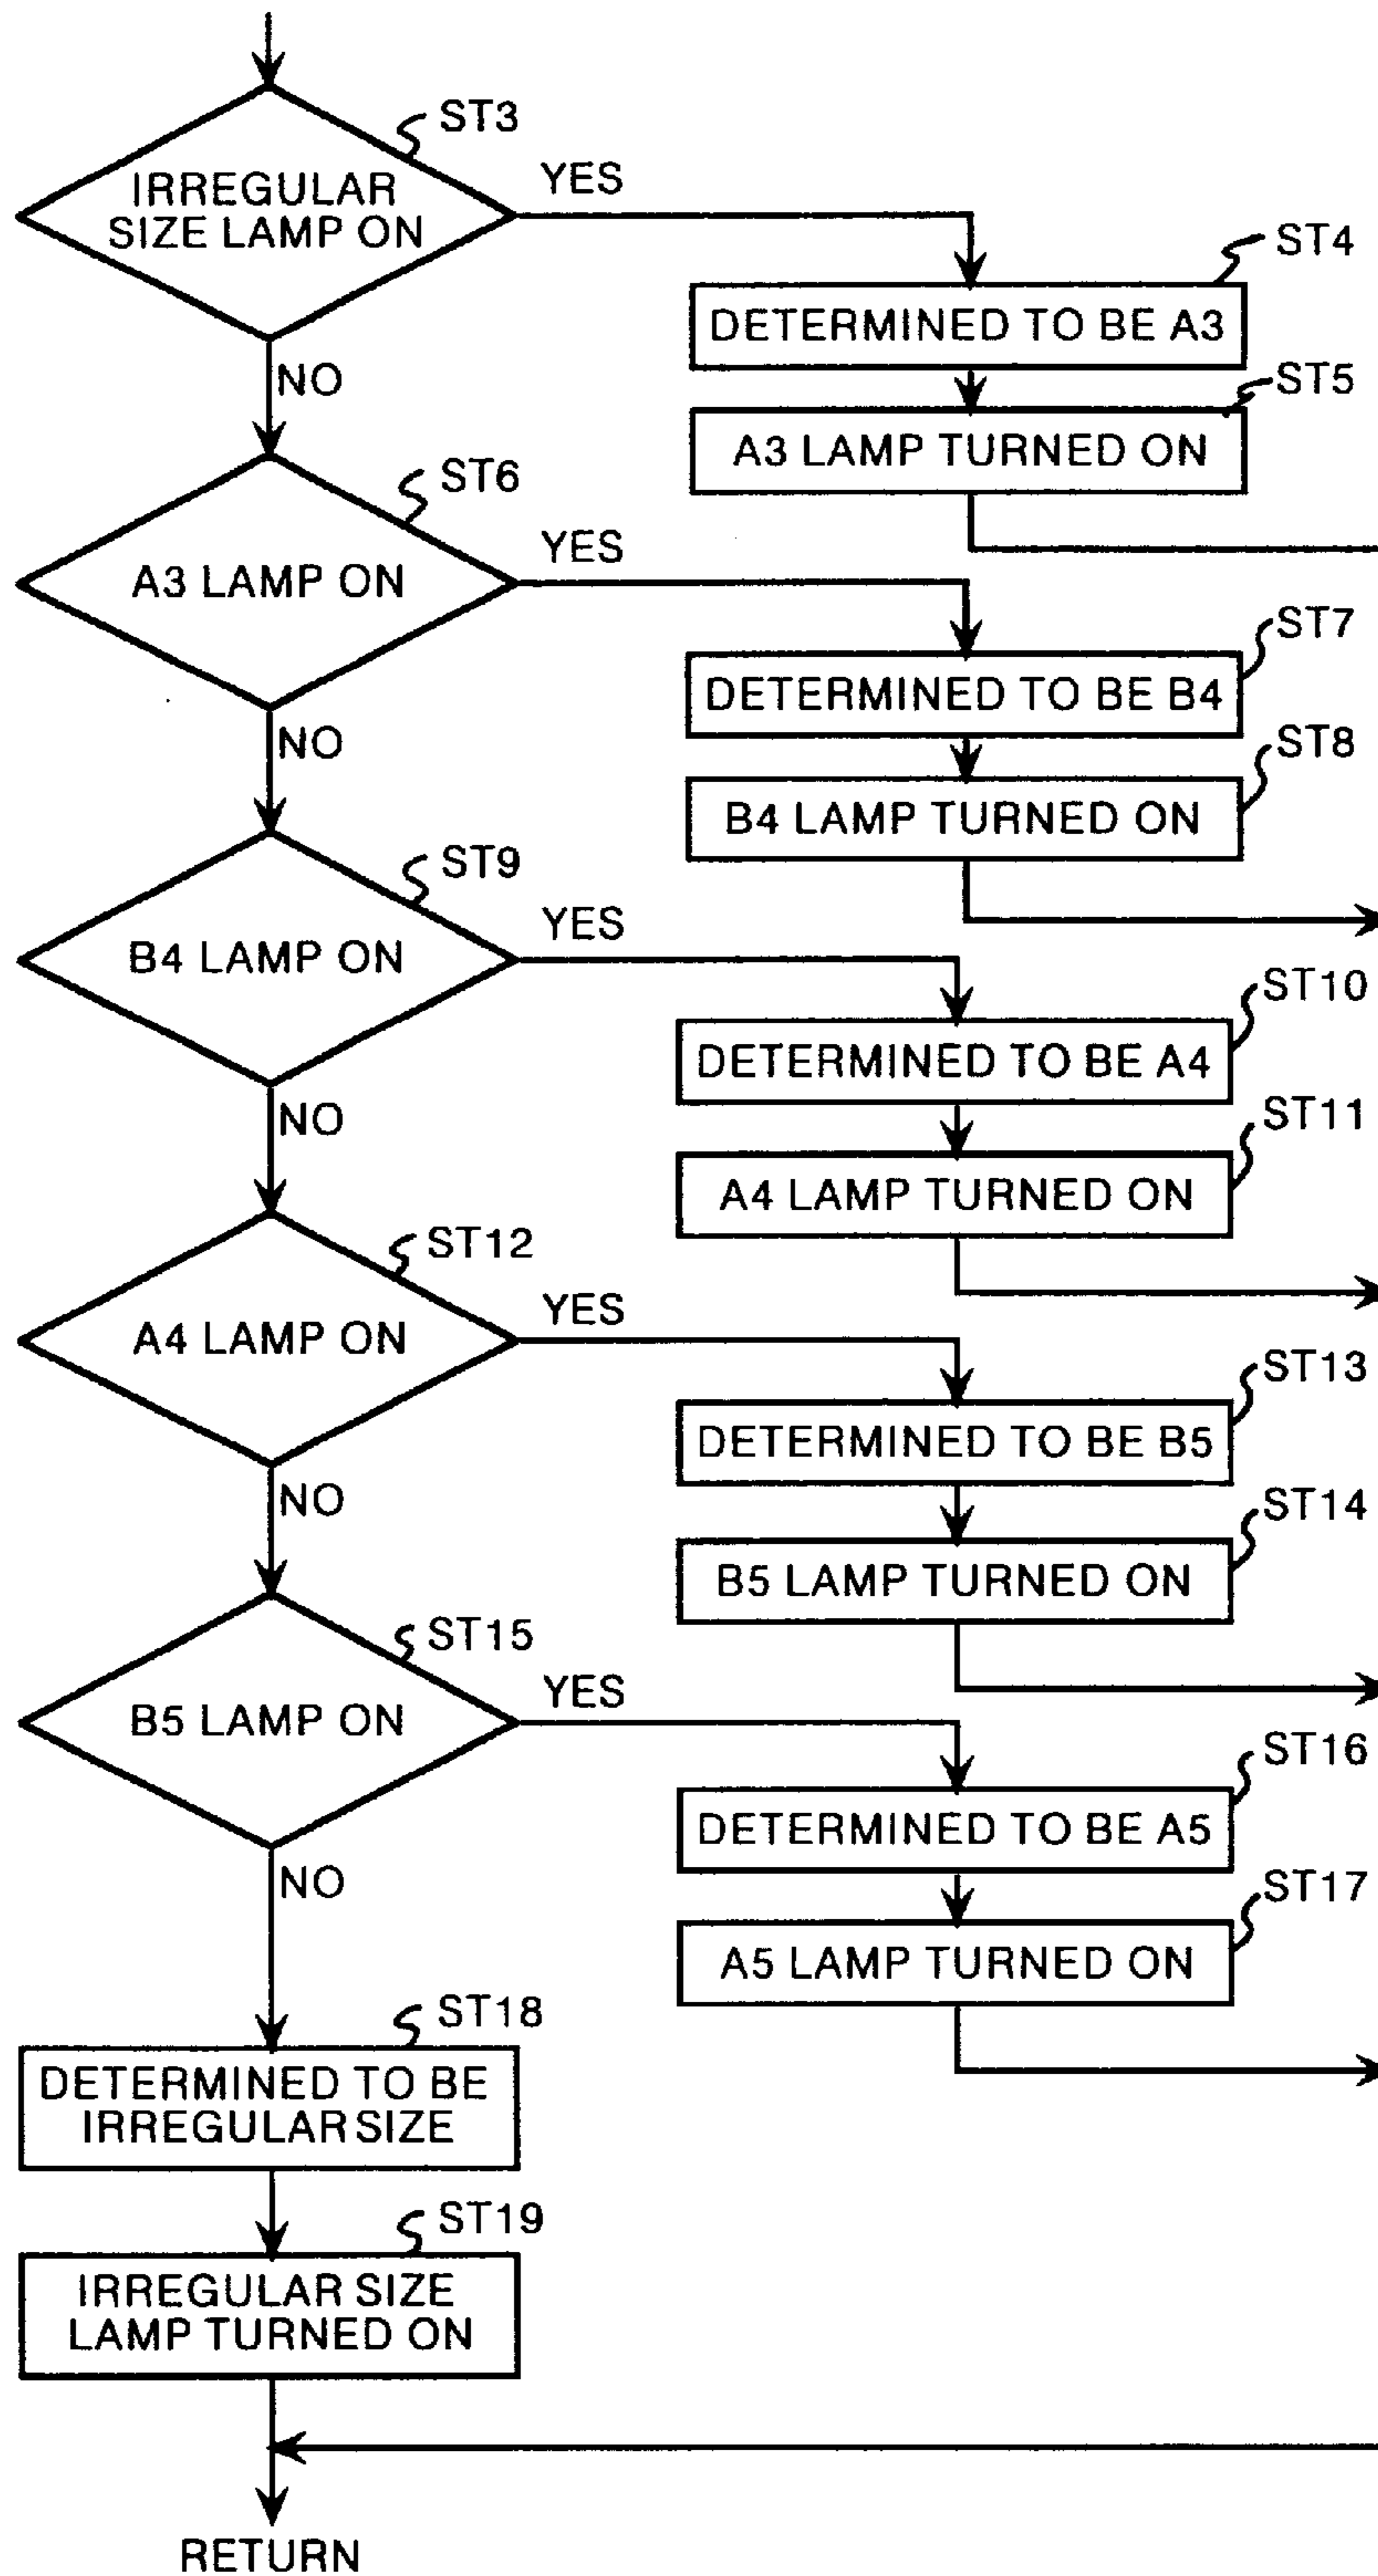 ST3
IRREGULAR
SIZE LAMP ON
YES
ST4
DETERMINED TO BE A3
NO
ST5
A3 LAMP TURNED ON
ST6
A3 LAMP ON
YES
ST7
DETERMINED TO BE B4
NO
ST8
B4 LAMP TURNED ON
ST9
B4 LAMP ON
YES
ST10
DETERMINED TO BE A4
NO
ST11
A4 LAMP TURNED ON
ST12
A4 LAMP ON
YES
ST13
DETERMINED TO BE B5
NO
ST14
B5 LAMP TURNED ON
ST15
B5 LAMP ON
YES
ST16
DETERMINED TO BE A5
NO
ST17
A5 LAMP TURNED ON
ST18
DETERMINED TO BE
IRREGULAR SIZE
ST19
IRREGULAR SIZE
LAMP TURNED ON
RETURN